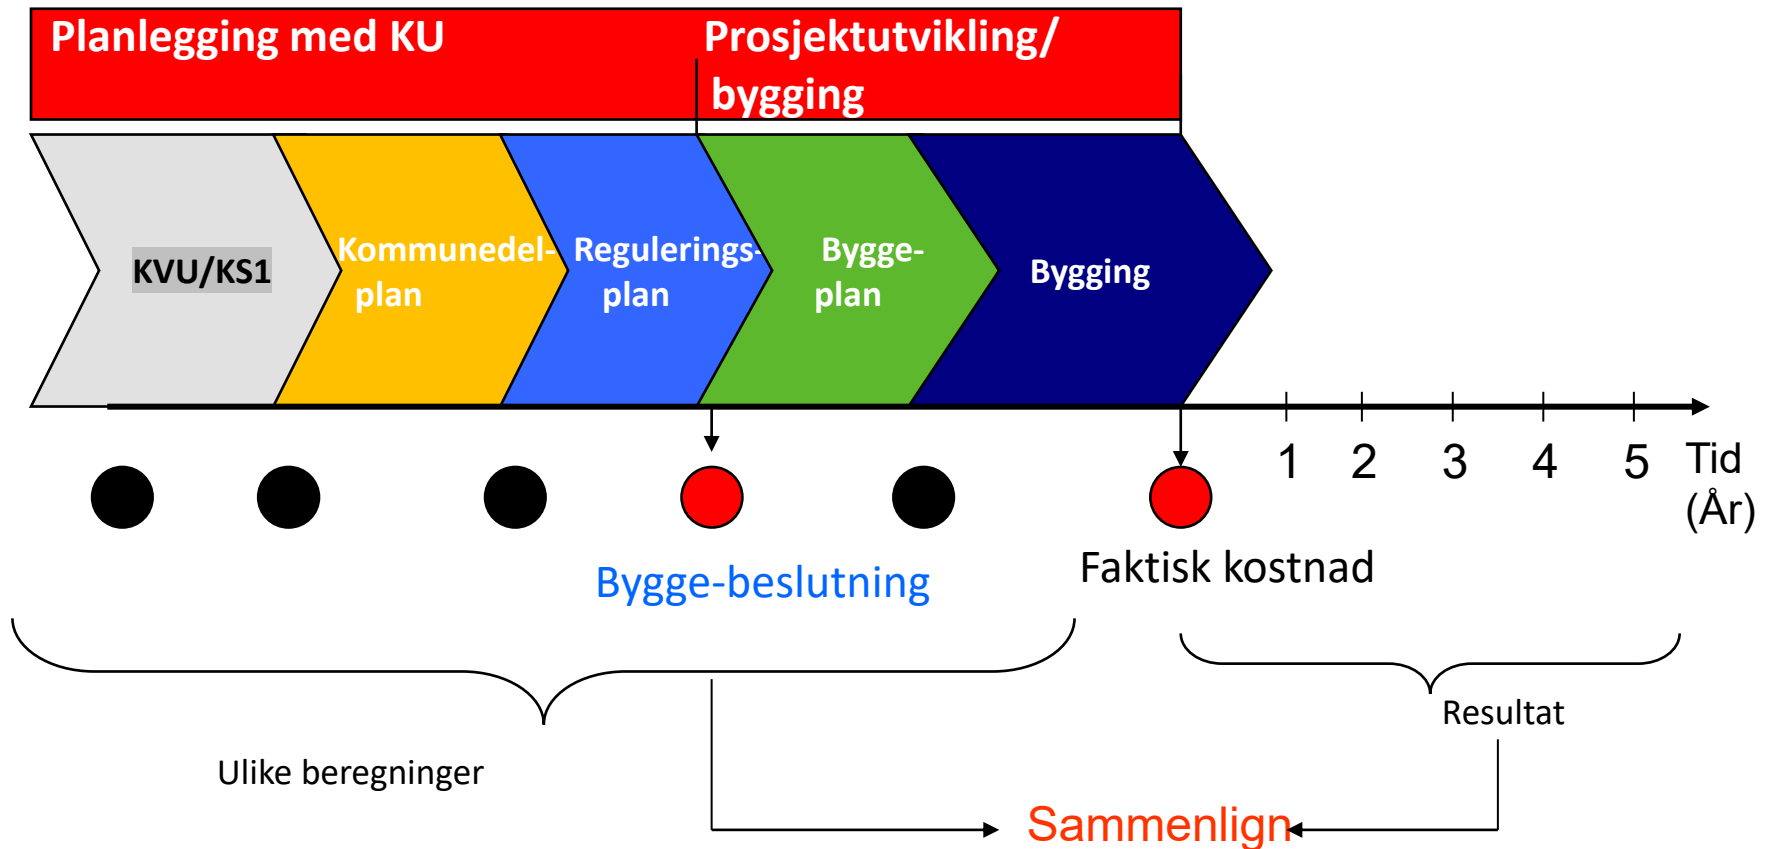 Planlegging med KU
Prosjektutvikling/
bygging
KVU/KS1
Kommunedel-
plan
Regulerings-
plan
Bygge-
plan
Bygging
1 2 3 4 5 Tid
(År)
Bygge-beslutning
Faktisk kostnad
Resultat
Ulike beregninger
Sammenlign